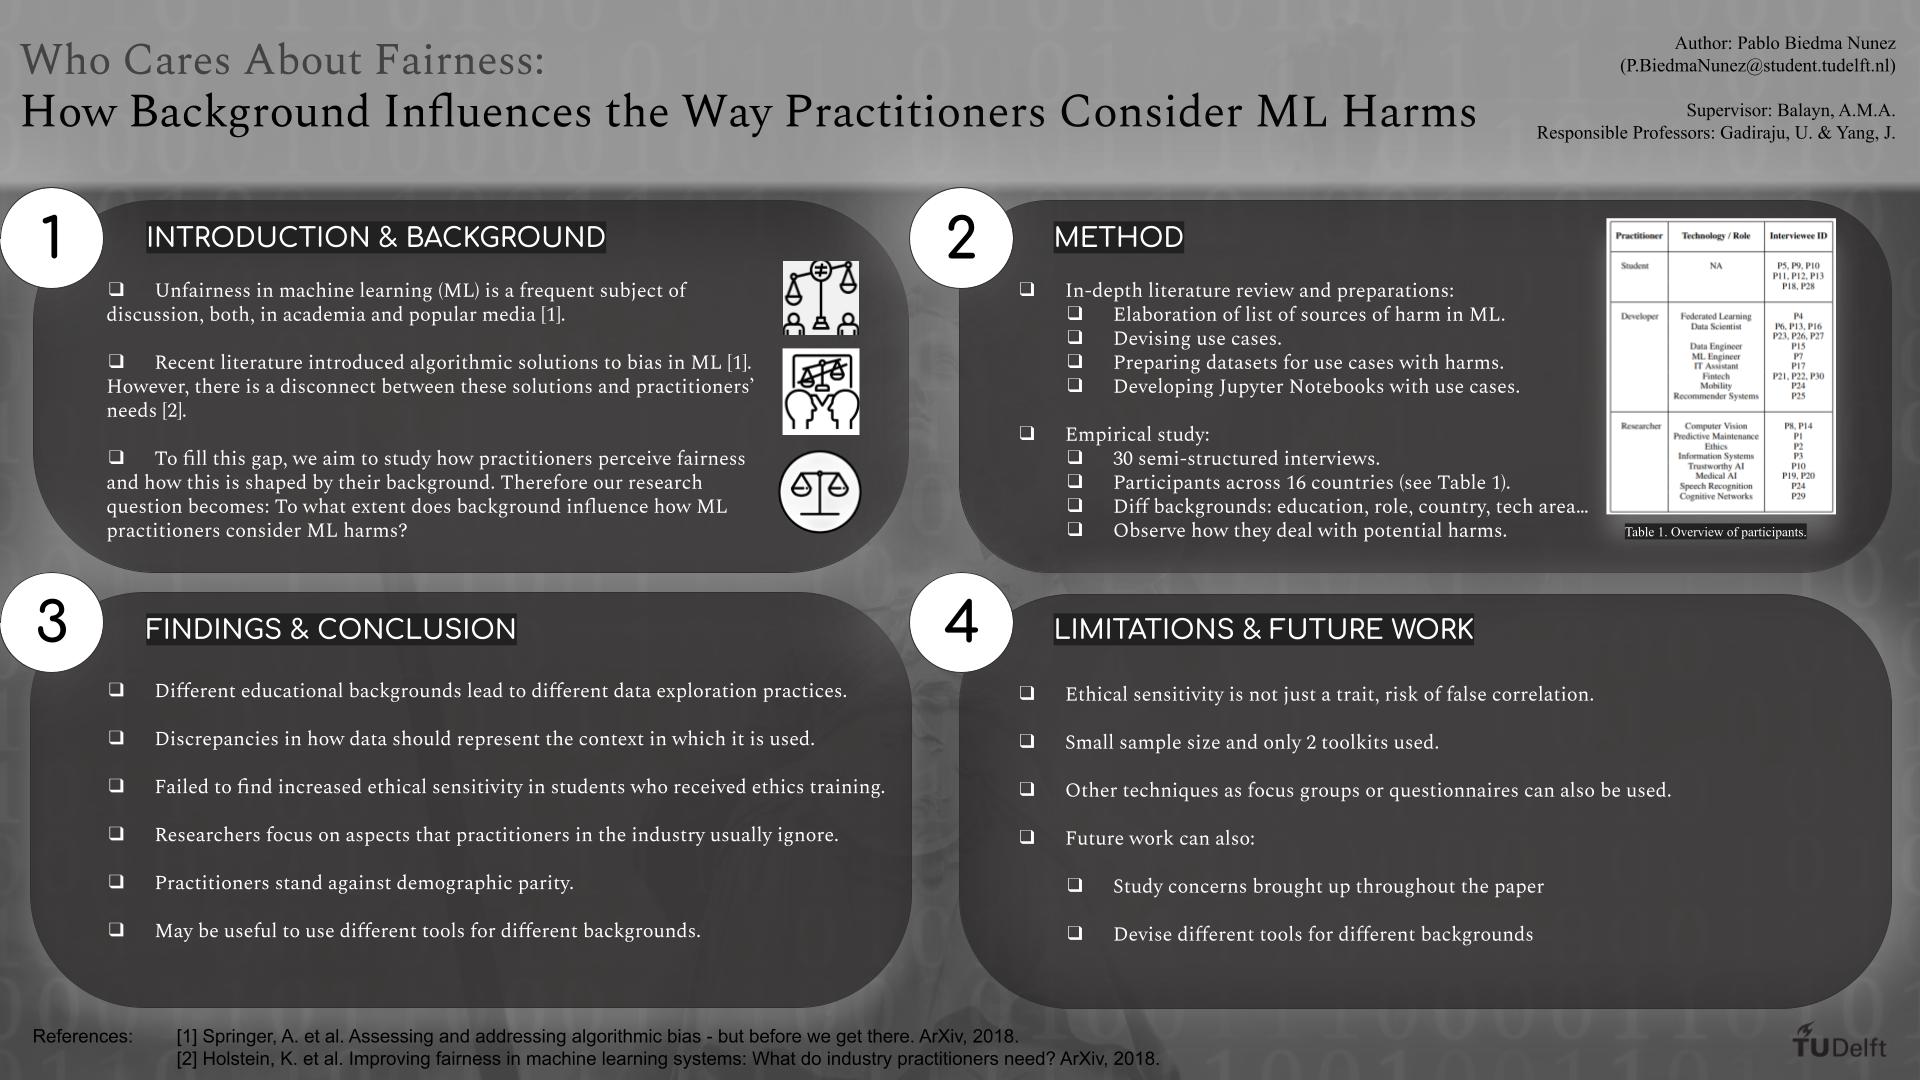 Who Cares About Fairness:
How Background Influences the Way Practitioners Consider ML Harms
Author: Pablo Biedma Nunez
(P.BiedmaNunez@student.tudelft.nl)
Supervisor: Balayn, A.M.A.
Responsible Professors: Gadiraju, U. & Yang, J.
1
INTRODUCTION & BACKGROUND
❏ Unfairness in machine learning (ML) is a frequent subject of
discussion, both, in academia and popular media [1].
❏ Recent literature introduced algorithmic solutions to bias in ML [1].
However, there is a disconnect between these solutions and practitioners’
needs [2].
❏ To fill this gap, we aim to study how practitioners perceive fairness
and how this is shaped by their background. Therefore our research
question becomes: To what extent does background influence how ML
practitioners consider ML harms?
2
METHOD
❏ In-depth literature review and preparations:
❏ Elaboration of list of sources of harm in ML.
❏ Devising use cases.
❏ Preparing datasets for use cases with harms.
❏ Developing Jupyter Notebooks with use cases.
❏ Empirical study:
❏ 30 semi-structured interviews.
❏ Participants across 16 countries (see Table 1).
❏ Diff backgrounds: education, role, country, tech area...
❏ Observe how they deal with potential harms.
Practitioner Technology / Role Interviewee ID
Student NA P5, P9, P10
P11, P12, P13
P18, P28
Developer Federated Learning P4
Data Scientist P6, P13, P16
P23, P26, P27
Data Engineer P15
ML Engineer P7
IT Assistant P17
Fintech P21, P22, P30
Mobility P24
Recommender Systems P25
Researcher Computer Vision P8, P14
Predictive Maintenance P1
Ethics P2
Information Systems P3
Trustworthy AI P10
Medical AI P19, P20
Speech Recognition P24
Cognitive Networks P29
Table 1. Overview of participants.
3
FINDINGS & CONCLUSION
❏ Different educational backgrounds lead to different data exploration practices.
❏ Discrepancies in how data should represent the context in which it is used.
❏ Failed to find increased ethical sensitivity in students who received ethics training.
❏ Researchers focus on aspects that practitioners in the industry usually ignore.
❏ Practitioners stand against demographic parity.
❏ May be useful to use different tools for different backgrounds.
4
LIMITATIONS & FUTURE WORK
❏ Ethical sensitivity is not just a trait, risk of false correlation.
❏ Small sample size and only 2 toolkits used.
❏ Other techniques as focus groups or questionnaires can also be used.
❏ Future work can also:
❏ Study concerns brought up throughout the paper
❏ Devise different tools for different backgrounds
References: [1] Springer, A. et al. Assessing and addressing algorithmic bias - but before we get there. ArXiv, 2018.
[2] Holstein, K. et al. Improving fairness in machine learning systems: What do industry practitioners need? ArXiv, 2018.
TU Delft